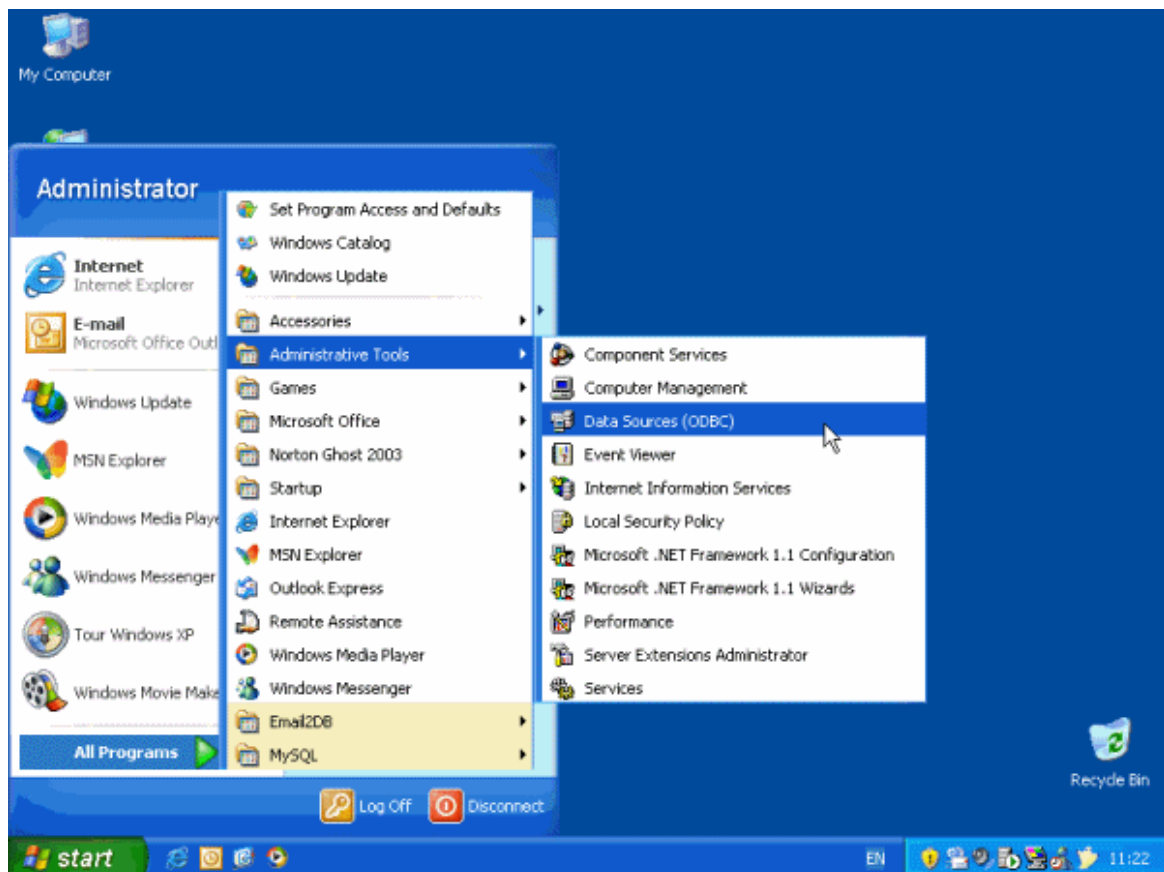 My Computer
Administrator
Internet
Internet Explorer
E-mail
Microsoft Office Outl
Windows Update
MSN Explorer
Windows Media Playe
Windows Messenger
Tour Windows XP
Windows Movie Make
All Programs
Set Program Access and Defaults
Windows Catalog
Windows Update
Accessories
Administrative Tools
Games
Microsoft Office
Norton Ghost 2003
Startup
Internet Explorer
MSN Explorer
Outlook Express
Remote Assistance
Windows Media Player
Windows Messenger
Email2DB
MySQL
Component Services
Computer Management
Data Sources (ODBC)
Event Viewer
Internet Information Services
Local Security Policy
Microsoft .NET Framework 1.1 Configuration
Microsoft .NET Framework 1.1 Wizards
Performance
Server Extensions Administrator
Services
Recycle Bin
Log Off
Disconnect
start
EN
11:22